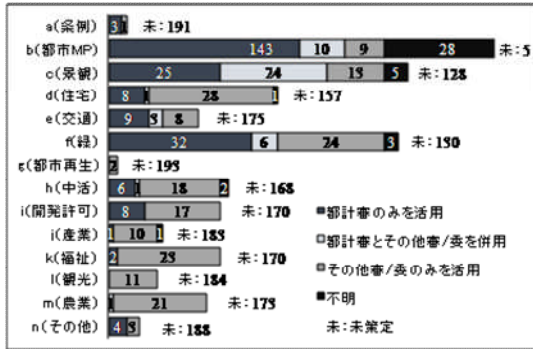 a(条例) 3 1 未:191
b(都市MP) 143 10 9 28 未:5
c(景観) 25 24 13 5 未:128
d(住宅) 8 1 28 1 未:157
e(交通) 9 3 8 未:175
f(緑) 32 6 24 3 未:130
g(都市再生) 2 未:193
h(中活) 6 1 18 2 未:168
i(開発許可) 8 17 未:170
j(産業) 1 10 1 未:183
k(福祉) 2 23 未:170
l(観光) 11 未:184
m(農業) 1 21 未:173
n(その他) 4 3 未:188
■都計審のみを活用
□都計審とその他審/委を併用
■その他審/委のみを活用
■不明
未:未策定